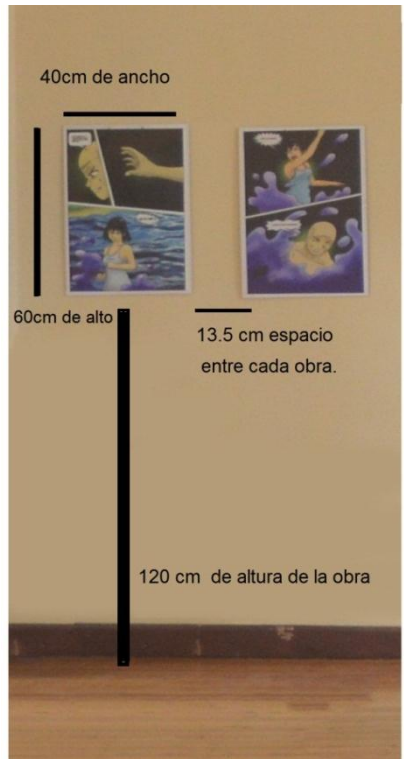 40cm de ancho
60cm de alto
13.5 cm espacio
entre cada obra.
120 cm de altura de la obra